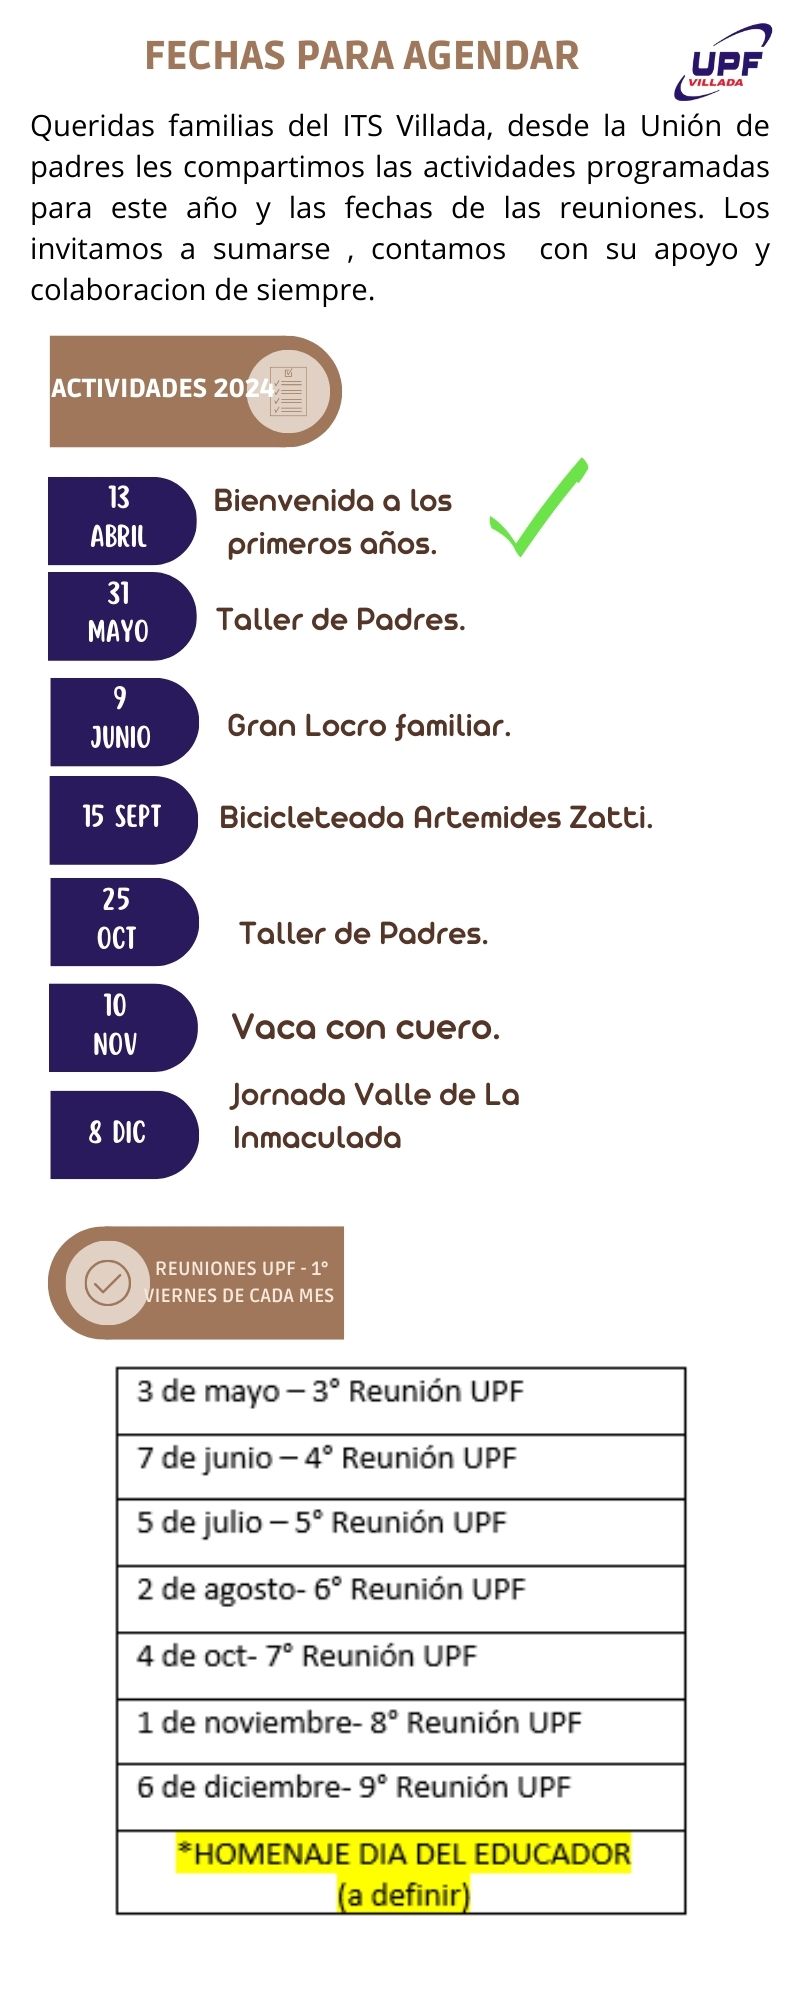 FECHAS PARA AGENDAR
UPF
VILLADA
Queridas familias del ITS Villada, desde la Unión de
padres les compartimos las actividades programadas
para este año y las fechas de las reuniones. Los
invitamos a sumarse , contamos con su apoyo y
colaboracion de siempre.
ACTIVIDADES 2024
13
ABRIL
Bienvenida a los
primeros años.
31
MAYO
Taller de Padres.
9
JUNIO
Gran Locro familiar.
15 SEPT
Bicicleteada Artemides Zatti.
25
OCT
Taller de Padres.
10
NOV
Vaca con cuero.
8 DIC
Jornada Valle de La
Inmaculada
REUNIONES UPF - 1°
VIERNES DE CADA MES
3 de mayo – 3° Reunión UPF
7 de junio – 4° Reunión UPF
5 de julio – 5° Reunión UPF
2 de agosto- 6° Reunión UPF
4 de oct- 7° Reunión UPF
1 de noviembre- 8° Reunión UPF
6 de diciembre- 9° Reunión UPF
*HOMENAJE DIA DEL EDUCADOR
(a definir)